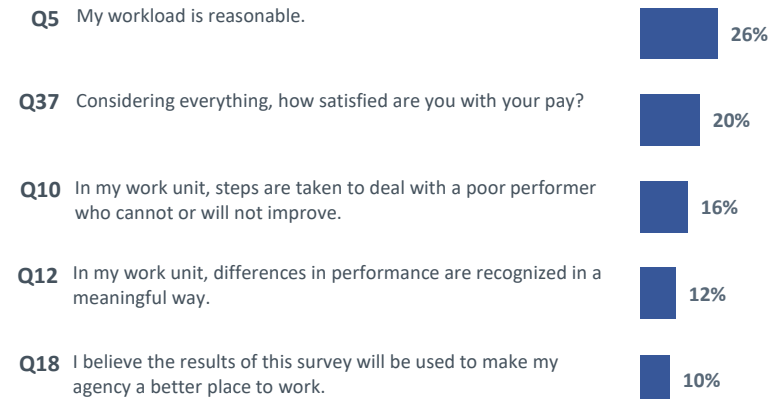 Q5 My workload is reasonable.
26%
Q37 Considering everything, how satisfied are you with your pay?
20%
Q10 In my work unit, steps are taken to deal with a poor performer
who cannot or will not improve.
16%
Q12 In my work unit, differences in performance are recognized in a
meaningful way.
12%
Q18 I believe the results of this survey will be used to make my
agency a better place to work.
10%